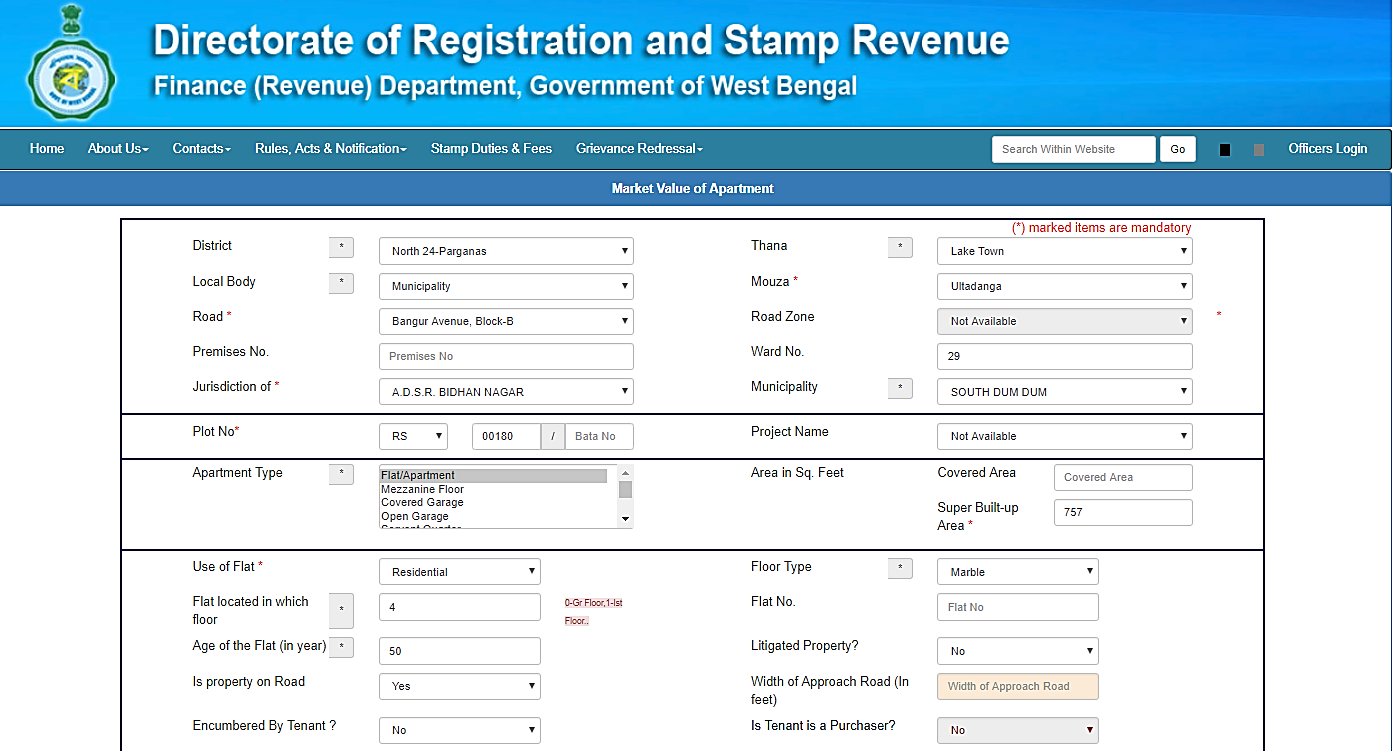 Directorate of Registration and Stamp Revenue
Finance (Revenue) Department, Government of West Bengal
Home About Us Contacts Rules, Acts & Notification Stamp Duties & Fees Grievance Redressal Search Within Website Go Officers Login
Market Value of Apartment
(*) marked items are mandatory
District * North 24-Parganas Thana * Lake Town
Local Body * Municipality Mouza * Ultadanga
Road * Bangur Avenue, Block-B Road Zone Not Available *
Premises No. Premises No Ward No. 29
Jurisdiction of * A.D.S.R. BIDHAN NAGAR Municipality * SOUTH DUM DUM
Plot No* RS 00180 / Bata No Project Name Not Available
Apartment Type * Flat/Apartment Area in Sq. Feet Covered Area Covered Area
Mezzanine Floor
Covered Garage
Open Garage
Servant Quarter
Super Built-up
Area * 757
Use of Flat * Residential Floor Type * Marble
Flat located in which
floor * 4 0-Gr Floor,1-Ist
Floor.. Flat No. Flat No
Age of the Flat (in year) * 50 Litigated Property? No
Is property on Road Yes Width of Approach Road (In
feet) Width of Approach Road
Encumbered By Tenant ? No Is Tenant is a Purchaser? No